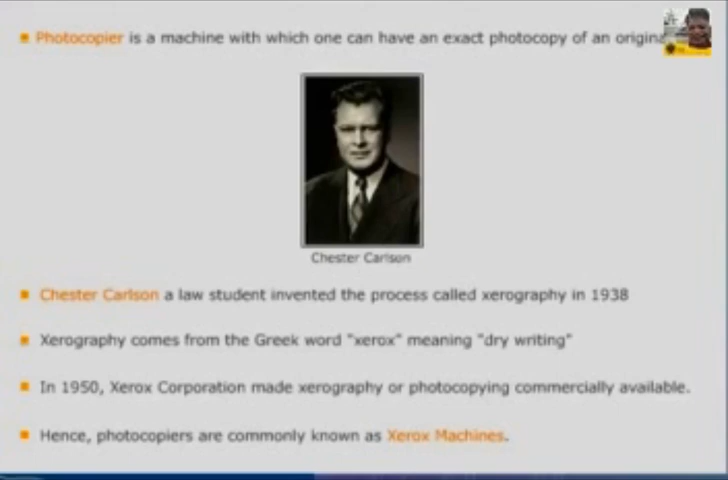 Photocopier is a machine with which one can have an exact photocopy of an
Chester Carlson
Chester Carlson a law student invented the process called xerography in 1938
Xerography comes from the Greek word "xerox" meaning "dry writing"
In 1950, Xerox Corporation made xerography or photocopying commercially available.
Hence, photocopiers are commonly known as Xerox Machines.